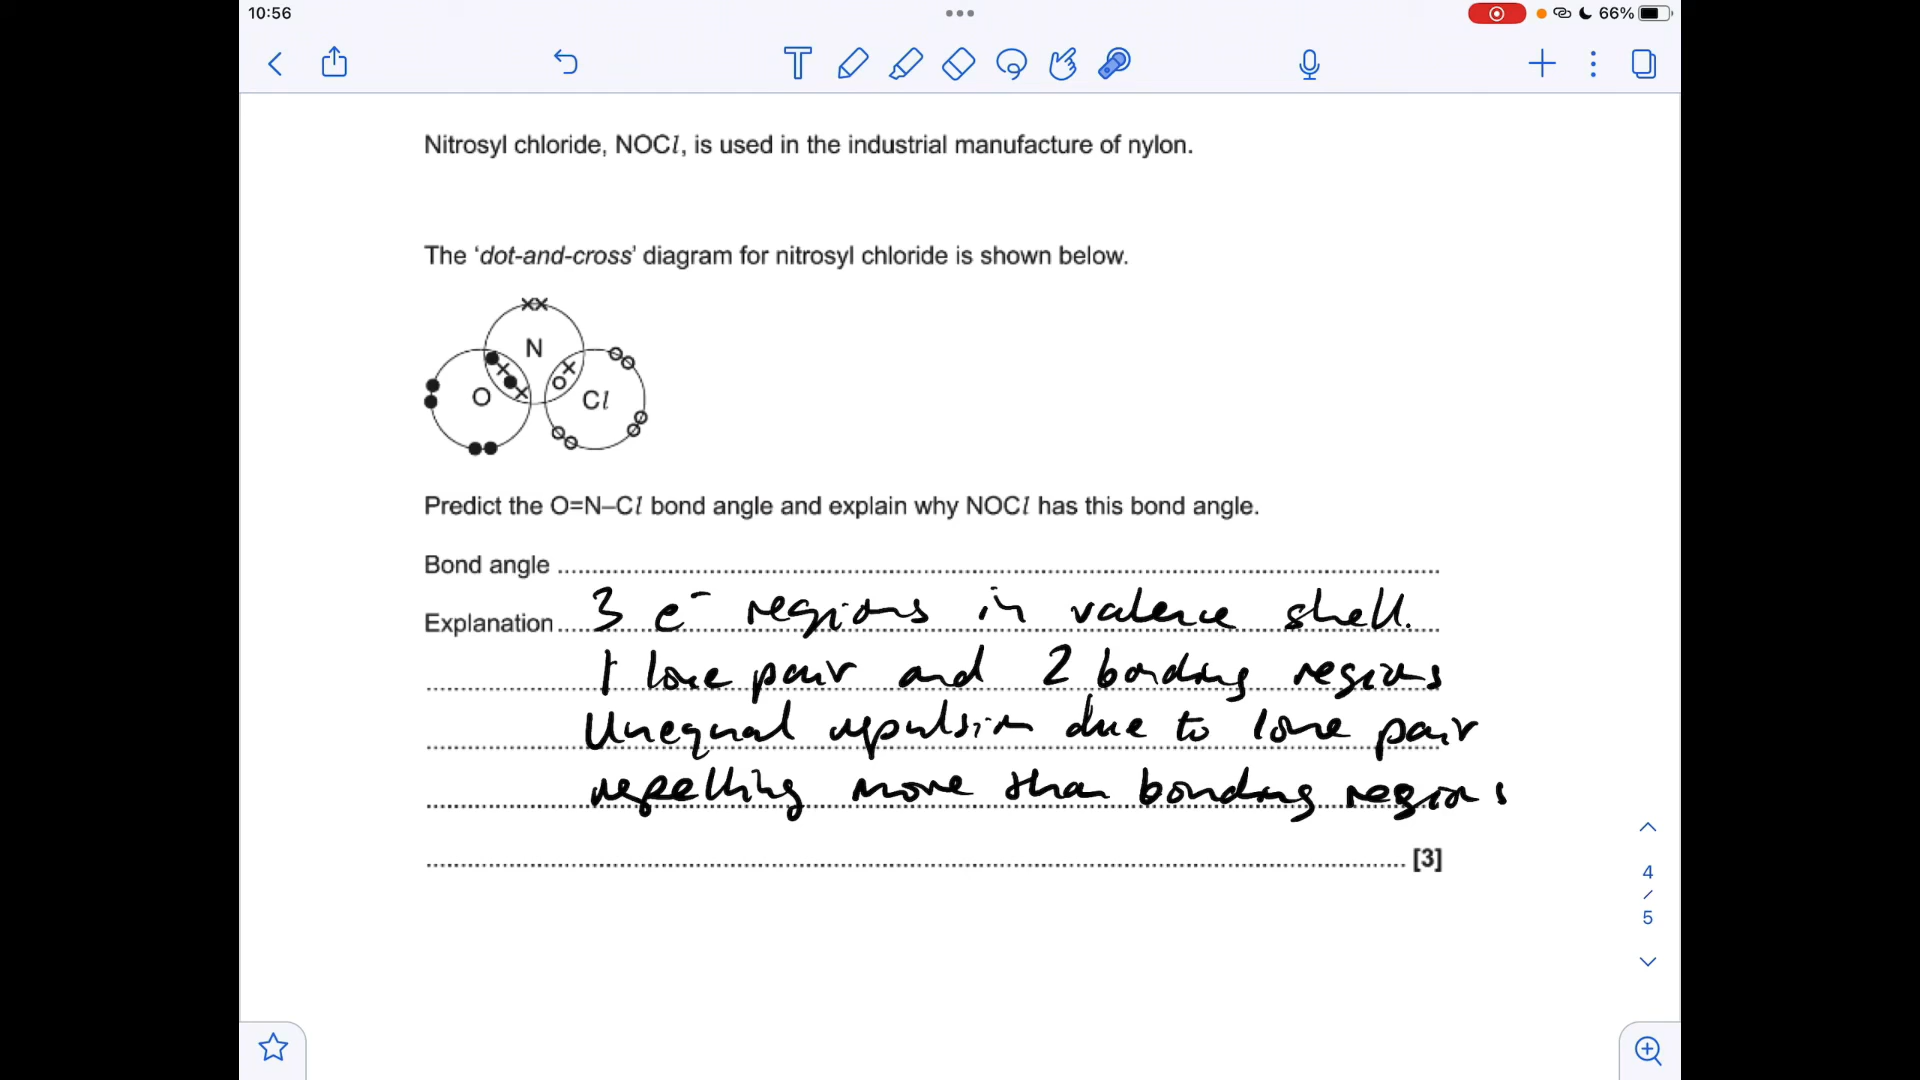 10:56
66%
Nitrosyl chloride, NOCl, is used in the industrial manufacture of nylon.
The ‘dot-and-cross’ diagram for nitrosyl chloride is shown below.
N
O
Cl
Predict the O=N–Cl bond angle and explain why NOCl has this bond angle.
Bond angle
Explanation 3 e⁻ regions in valence shell.
1 lone pair and 2 bonding regions
Unequal repulsion due to lone pair
repelling more than bonding regions
[3]
4
/
5